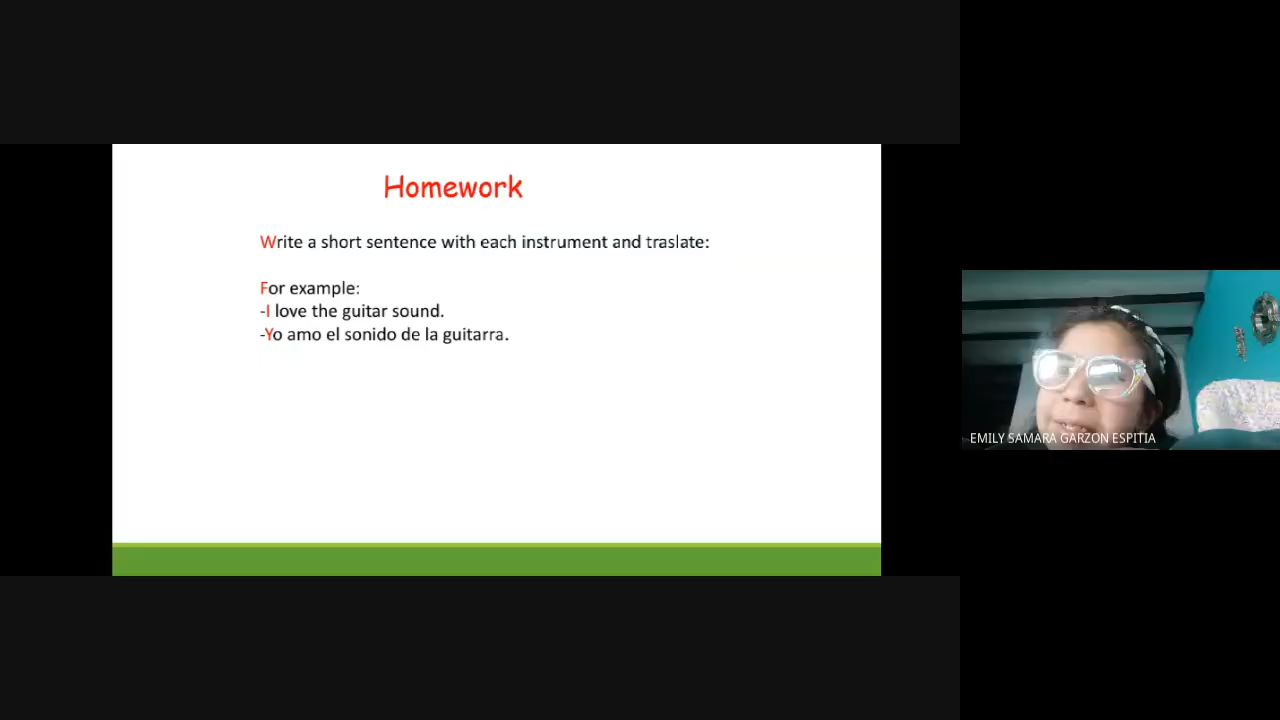 Homework
Write a short sentence with each instrument and traslate:
For example:
-I love the guitar sound.
-Yo amo el sonido de la guitarra.
EMILY SAMARA GARZON ESPITIA